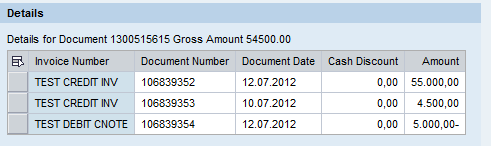 Details
Details for Document 1300515615 Gross Amount 54500.00
Invoice Number Document Number Document Date Cash Discount Amount
TEST CREDIT INV 106839352 12.07.2012 0,00 55.000,00
TEST CREDIT INV 106839353 10.07.2012 0,00 4.500,00
TEST DEBIT CNOTE 106839354 12.07.2012 0,00 5.000,00-